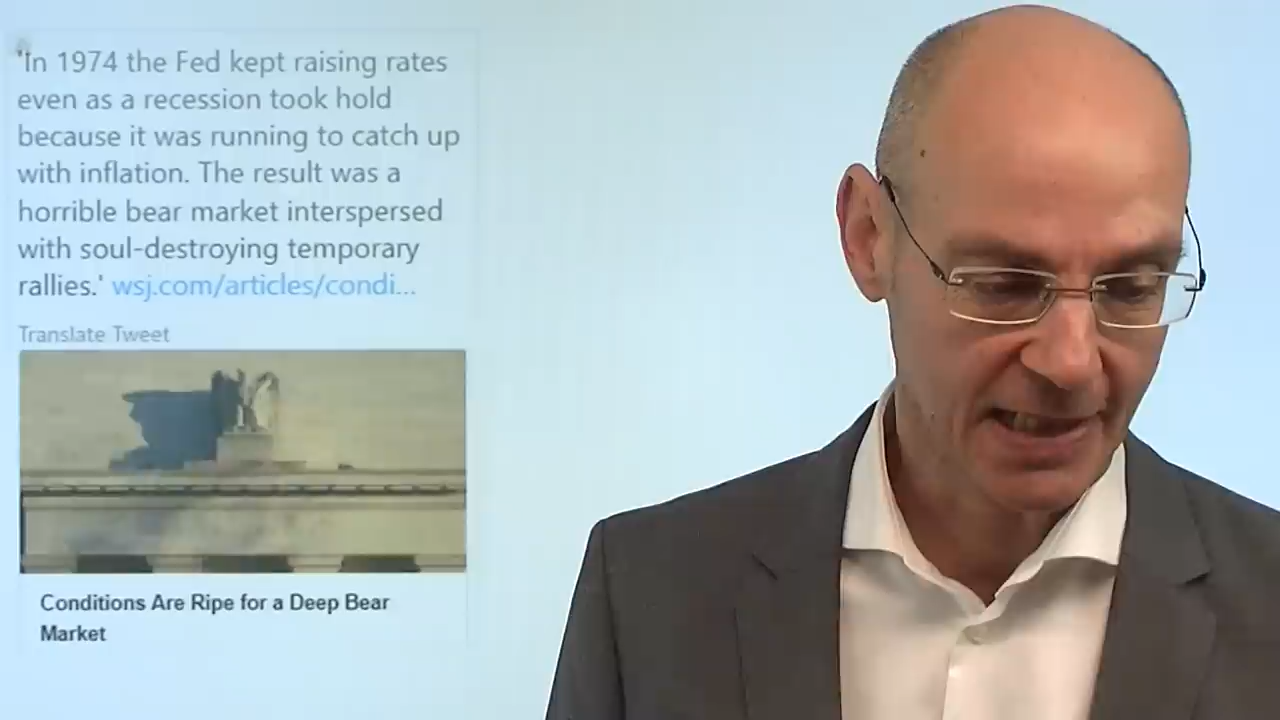 'In 1974 the Fed kept raising rates
even as a recession took hold
because it was running to catch up
with inflation. The result was a
horrible bear market interspersed
with soul-destroying temporary
rallies.' wsj.com/articles/condi...
Translate Tweet
Conditions Are Ripe for a Deep Bear
Market